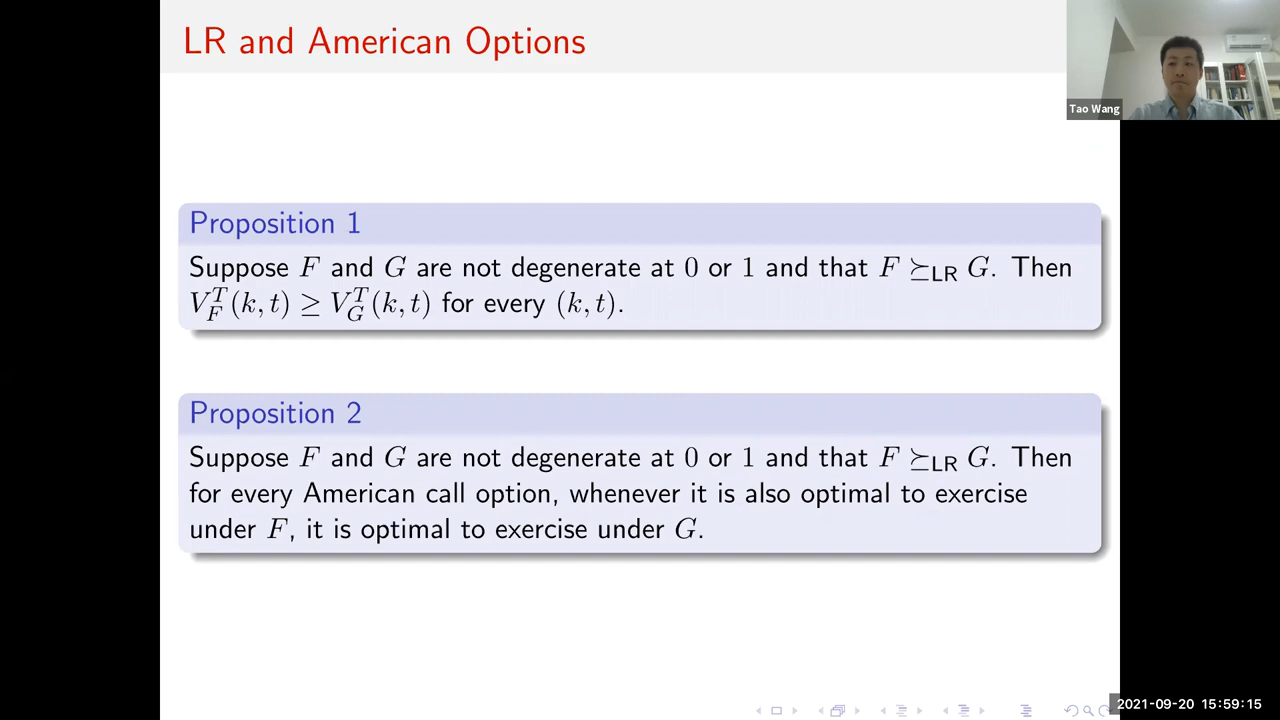 LR and American Options
Tao Wang
Proposition 1
Suppose F and G are not degenerate at 0 or 1 and that F ⪰_LR G. Then
V_F^T(k, t) ≥ V_G^T(k, t) for every (k, t).
Proposition 2
Suppose F and G are not degenerate at 0 or 1 and that F ⪰_LR G. Then
for every American call option, whenever it is also optimal to exercise
under F, it is optimal to exercise under G.
2021-09-20 15:59:15